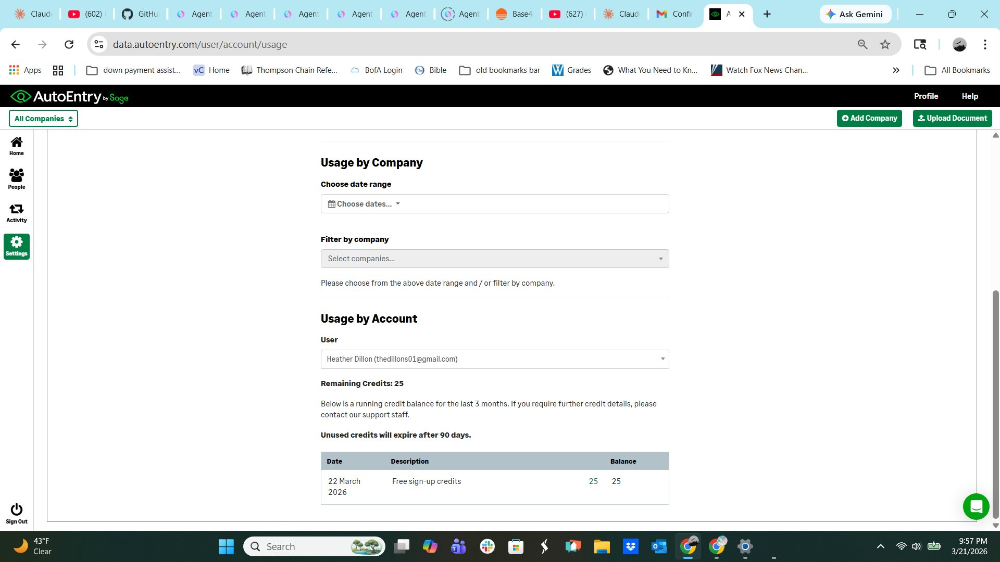 Claud
(602)
GitHu
Agent
Agent
Agent
Agent
Agent
Agent
Base4
(627)
Claud
Confir
A
Ask Gemini
data.autoentry.com/user/account/usage
Apps
down payment assist...
vC Home
Thompson Chain Refe...
BofA Login
Bible
old bookmarks bar
W Grades
What You Need to Kn...
Watch Fox News Chan...
»
All Bookmarks
AutoEntry by Sage
Profile
Help
All Companies
Add Company
Upload Document
Home
People
Activity
Settings
Sign Out
Usage by Company
Choose date range
Choose dates...
Filter by company
Select companies...
Please choose from the above date range and / or filter by company.
Usage by Account
User
Heather Dillon (thedillons01@gmail.com)
Remaining Credits: 25
Below is a running credit balance for the last 3 months. If you require further credit details, please
contact our support staff.
Unused credits will expire after 90 days.
Date Description Balance
22 March Free sign-up credits 25 25
2026
43°F
Clear
Search
9:57 PM
3/21/2026